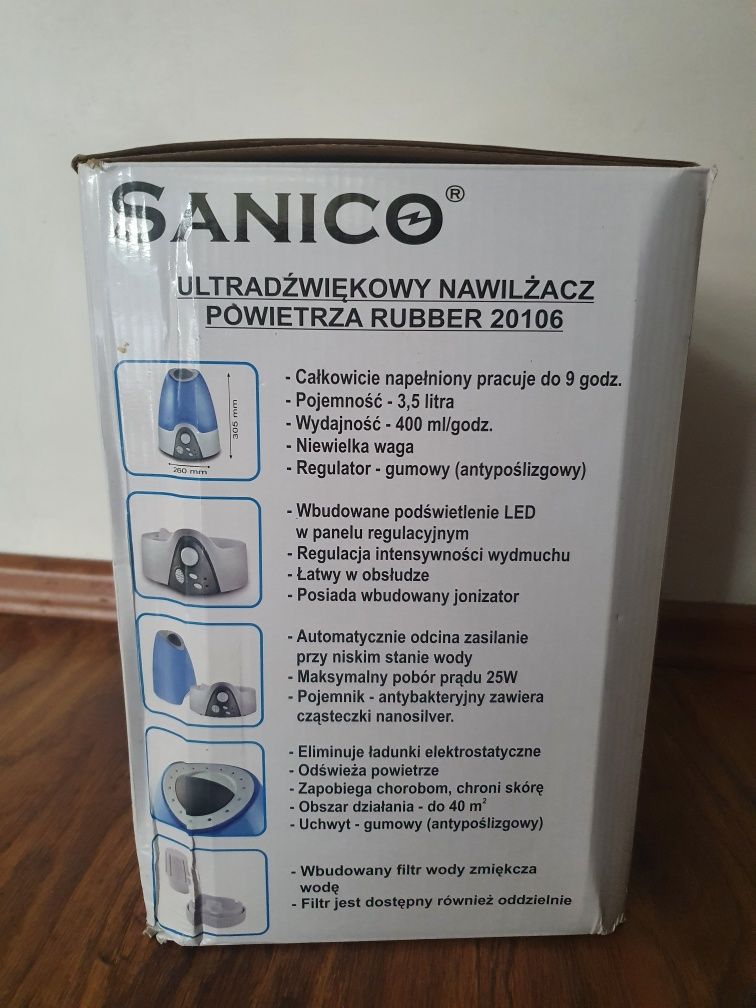 SANICO®
ULTRADŹWIĘKOWY NAWILŻACZ
POWIETRZA RUBBER 20106
- Całkowicie napełniony pracuje do 9 godz.
- Pojemność - 3,5 litra
- Wydajność - 400 ml/godz.
- Niewielka waga
- Regulator - gumowy (antypoślizgowy)
305 mm
260 mm
- Wbudowane podświetlenie LED
w panelu regulacyjnym
- Regulacja intensywności wydmuchu
- Łatwy w obsłudze
- Posiada wbudowany jonizator
- Automatycznie odcina zasilanie
przy niskim stanie wody
- Maksymalny pobór prądu 25W
- Pojemnik - antybakteryjny zawiera
cząsteczki nanosilver.
- Eliminuje ładunki elektrostatyczne
- Odświeża powietrze
- Zapobiega chorobom, chroni skórę
- Obszar działania - do 40 m²
- Uchwyt - gumowy (antypoślizgowy)
- Wbudowany filtr wody zmiękcza
wodę
- Filtr jest dostępny również oddzielnie